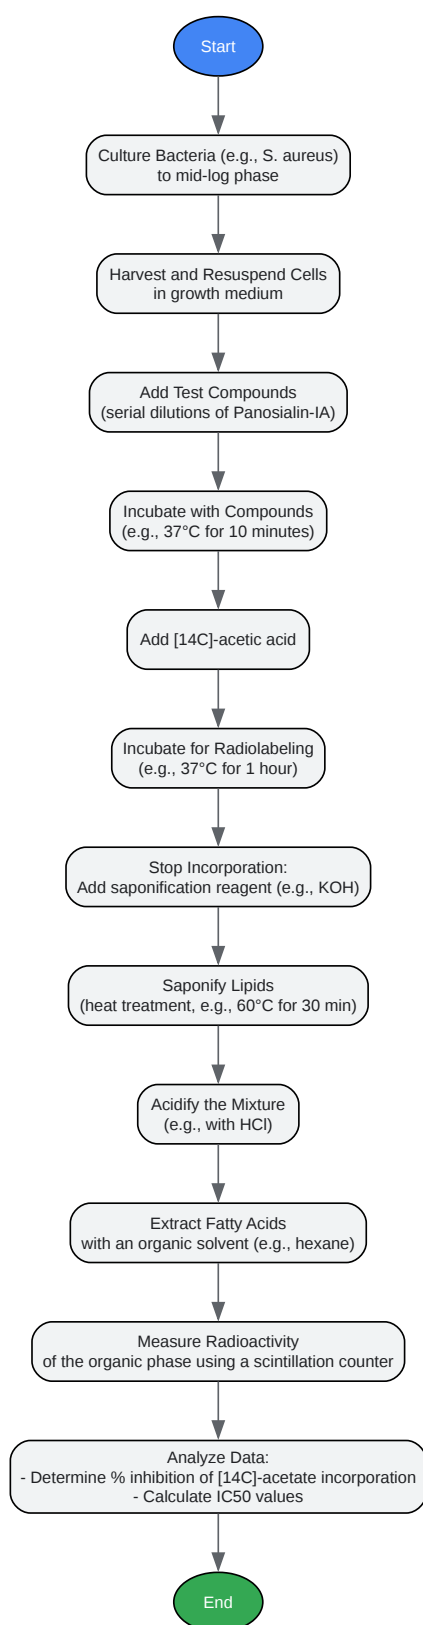 Start
Culture Bacteria (e.g., S. aureus)
to mid-log phase
Harvest and Resuspend Cells
in growth medium
Add Test Compounds
(serial dilutions of Panosialin-IA)
Incubate with Compounds
(e.g., 37°C for 10 minutes)
Add [14C]-acetic acid
Incubate for Radiolabeling
(e.g., 37°C for 1 hour)
Stop Incorporation:
Add saponification reagent (e.g., KOH)
Saponify Lipids
(heat treatment, e.g., 60°C for 30 min)
Acidify the Mixture
(e.g., with HCl)
Extract Fatty Acids
with an organic solvent (e.g., hexane)
Measure Radioactivity
of the organic phase using a scintillation counter
Analyze Data:
- Determine % inhibition of [14C]-acetate incorporation
- Calculate IC50 values
End